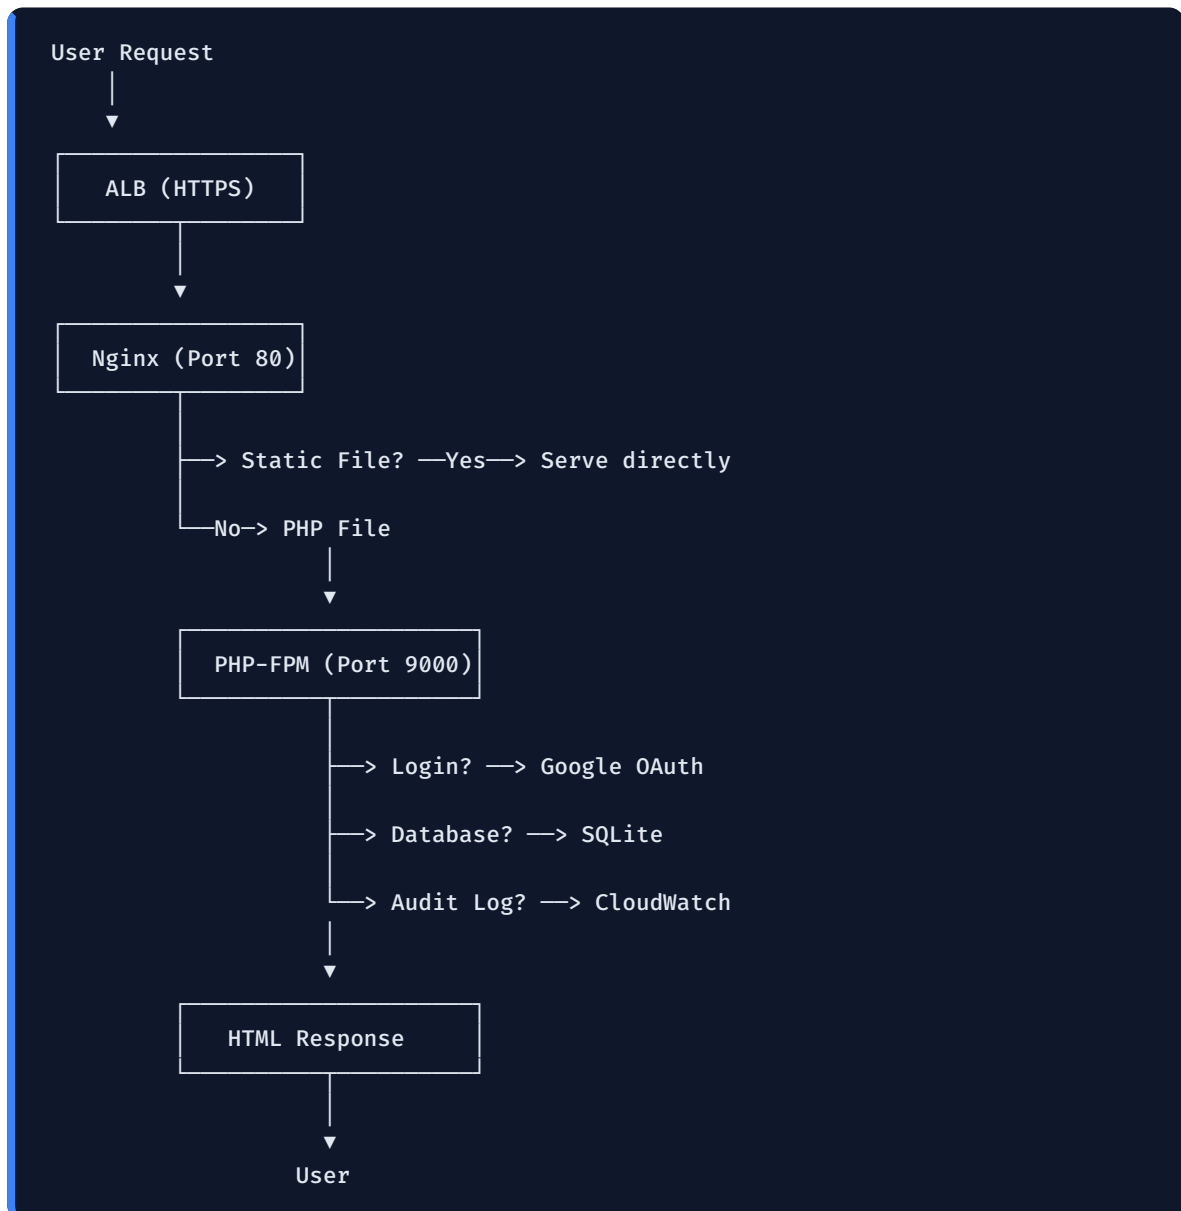 User Request
ALB (HTTPS)
Nginx (Port 80)
Static File? ──Yes──> Serve directly
──No─> PHP File
PHP-FPM (Port 9000)
Login? ──> Google OAuth
Database? ──> SQLite
Audit Log? ──> CloudWatch
HTML Response
User